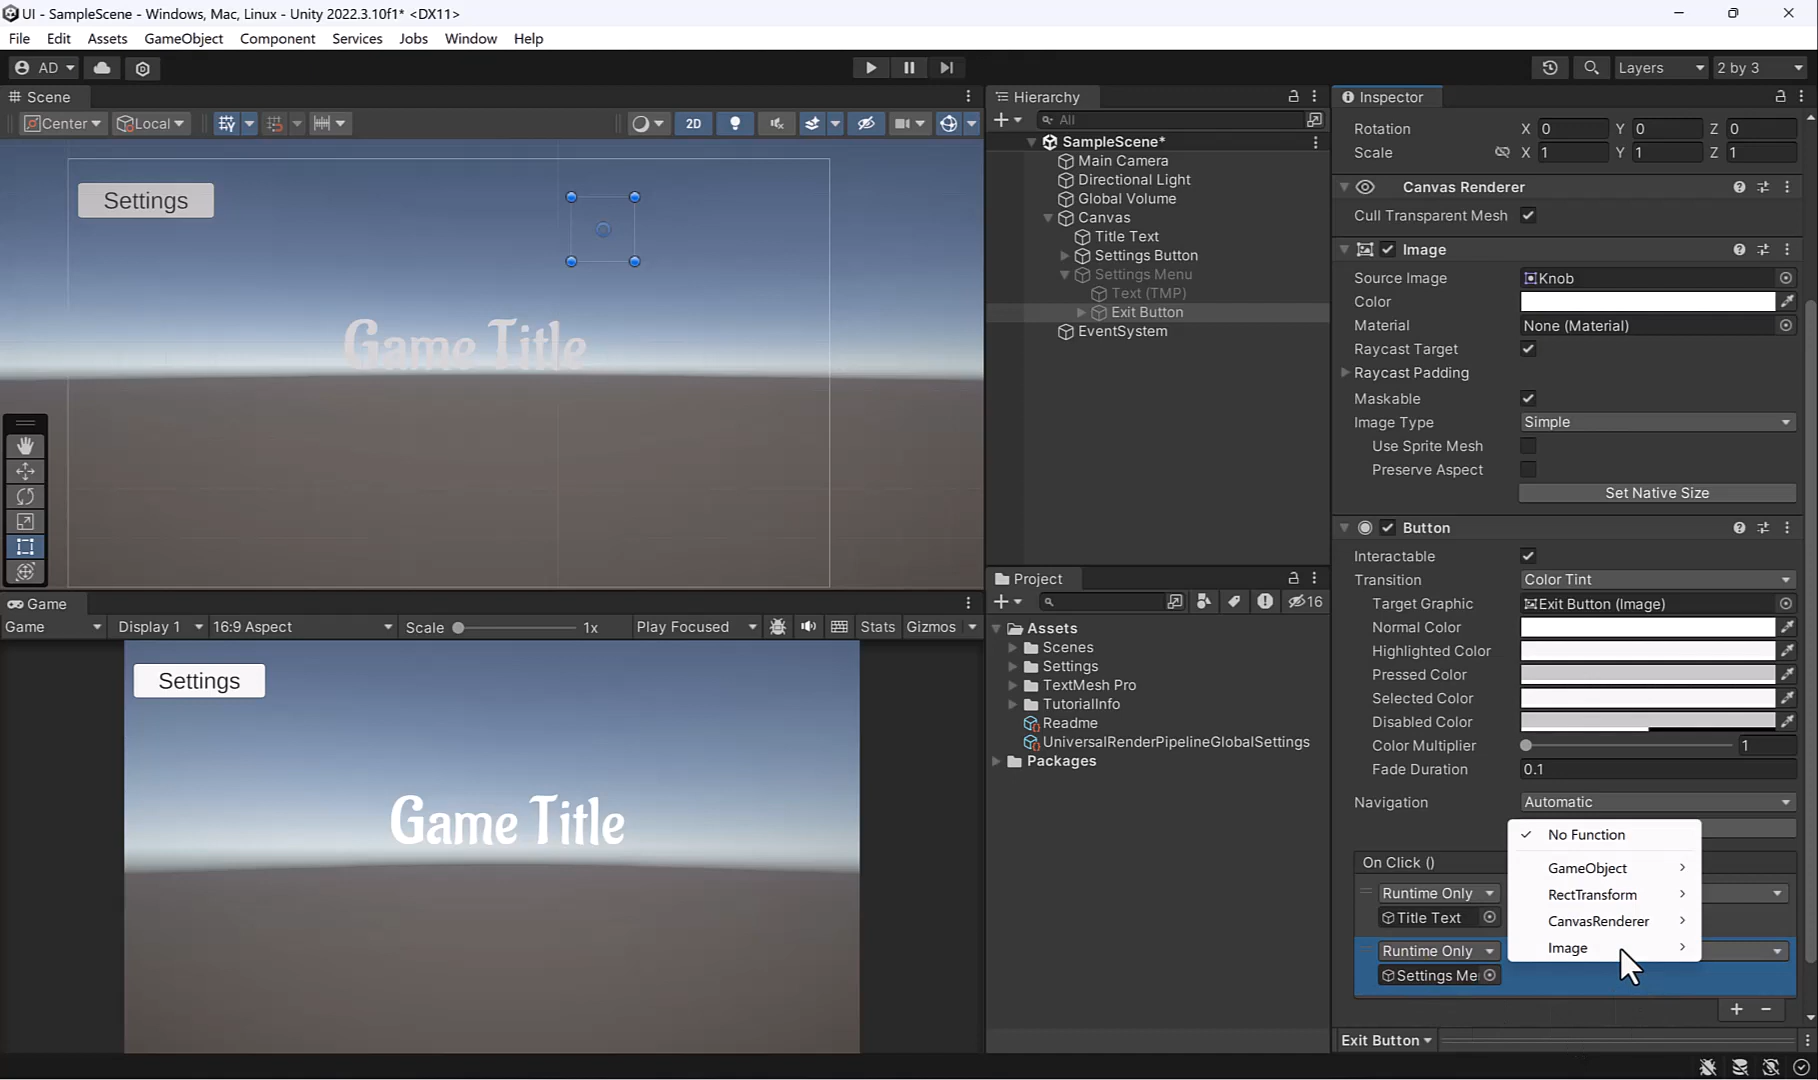 UI - SampleScene - Windows, Mac, Linux - Unity 2022.3.10f1* <DX11>
File Edit Assets GameObject Component Services Jobs Window Help
AD Layers 2 by 3
Scene
Center Local 2D
Settings
Game Title
Game
Game Display 1 16:9 Aspect Scale 1x Play Focused Stats Gizmos
Settings
Game Title
Hierarchy
All
SampleScene*
Main Camera
Directional Light
Global Volume
Canvas
Title Text
Settings Button
Settings Menu
Text (TMP)
Exit Button
EventSystem
Project
16
Assets
Scenes
Settings
TextMesh Pro
TutorialInfo
Readme
UniversalRenderPipelineGlobalSettings
Packages
Inspector
Rotation X 0 Y 0 Z 0
Scale X 1 Y 1 Z 1
Canvas Renderer
Cull Transparent Mesh
Image
Source Image Knob
Color
Material None (Material)
Raycast Target
Raycast Padding
Maskable
Image Type Simple
Use Sprite Mesh
Preserve Aspect
Set Native Size
Button
Interactable
Transition Color Tint
Target Graphic Exit Button (Image)
Normal Color
Highlighted Color
Pressed Color
Selected Color
Disabled Color
Color Multiplier 1
Fade Duration 0.1
Navigation Automatic
No Function
GameObject
RectTransform
CanvasRenderer
Image
On Click ()
Runtime Only
Title Text
Runtime Only
Settings Me
Exit Button